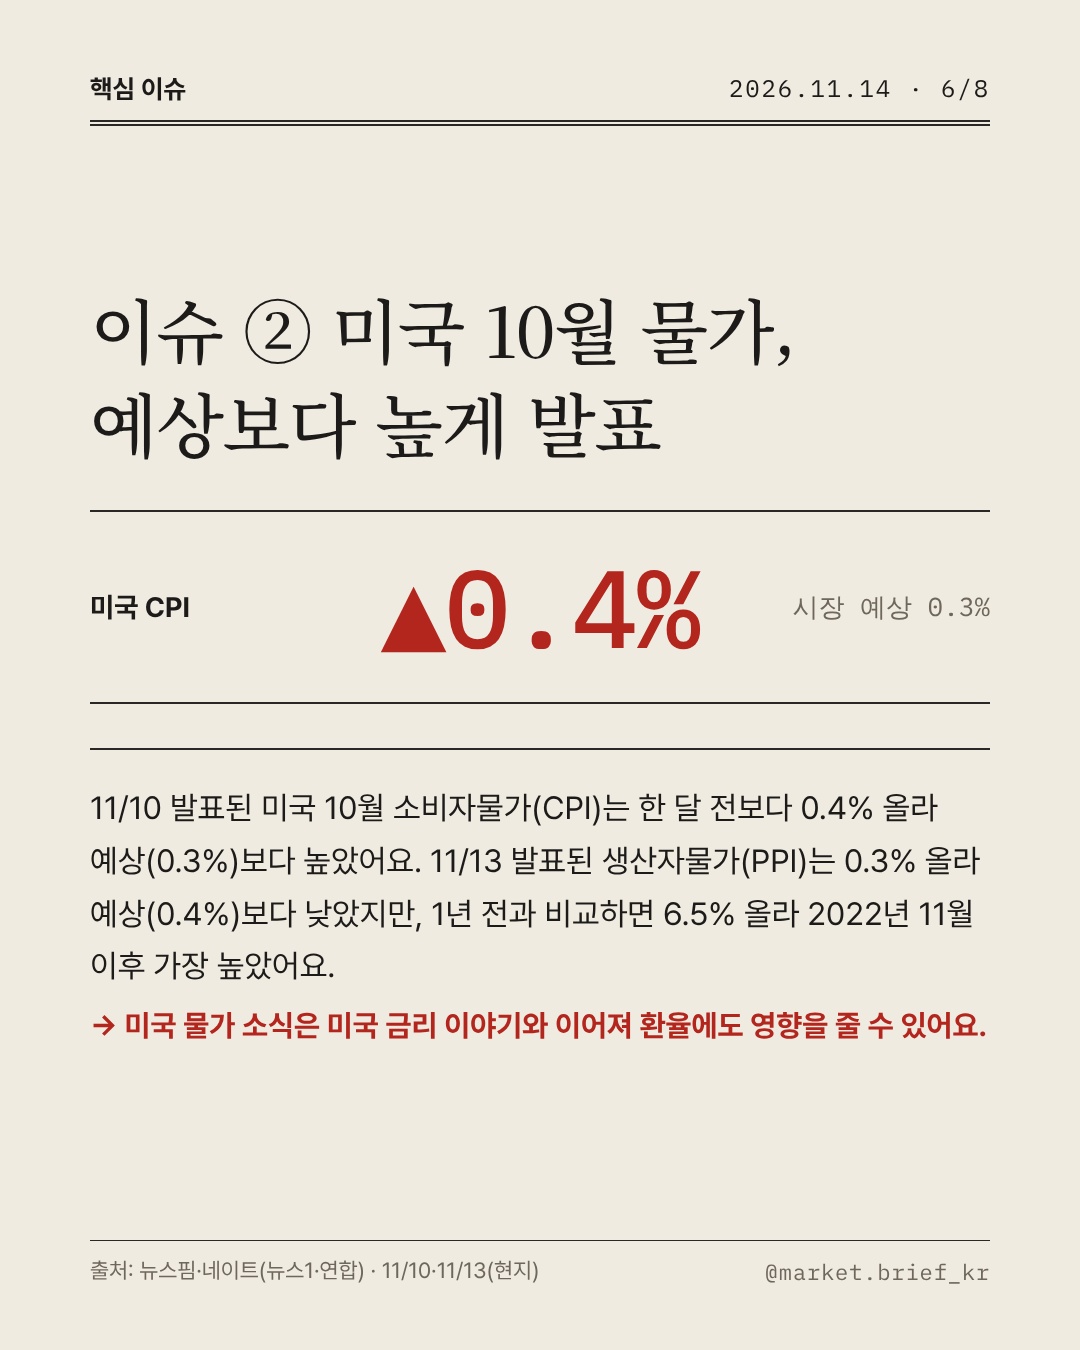 핵심 이슈
2026.11.14 · 6/8
이슈 ② 미국 10월 물가,
예상보다 높게 발표
미국 CPI
▲0.4%
시장 예상 0.3%
11/10 발표된 미국 10월 소비자물가(CPI)는 한 달 전보다 0.4% 올라
예상(0.3%)보다 높았어요. 11/13 발표된 생산자물가(PPI)는 0.3% 올라
예상(0.4%)보다 낮았지만, 1년 전과 비교하면 6.5% 올라 2022년 11월
이후 가장 높았어요.
→ 미국 물가 소식은 미국 금리 이야기와 이어져 환율에도 영향을 줄 수 있어요.
출처: 뉴스핌·네이트(뉴스1·연합) · 11/10·11/13(현지)
@market.brief_kr